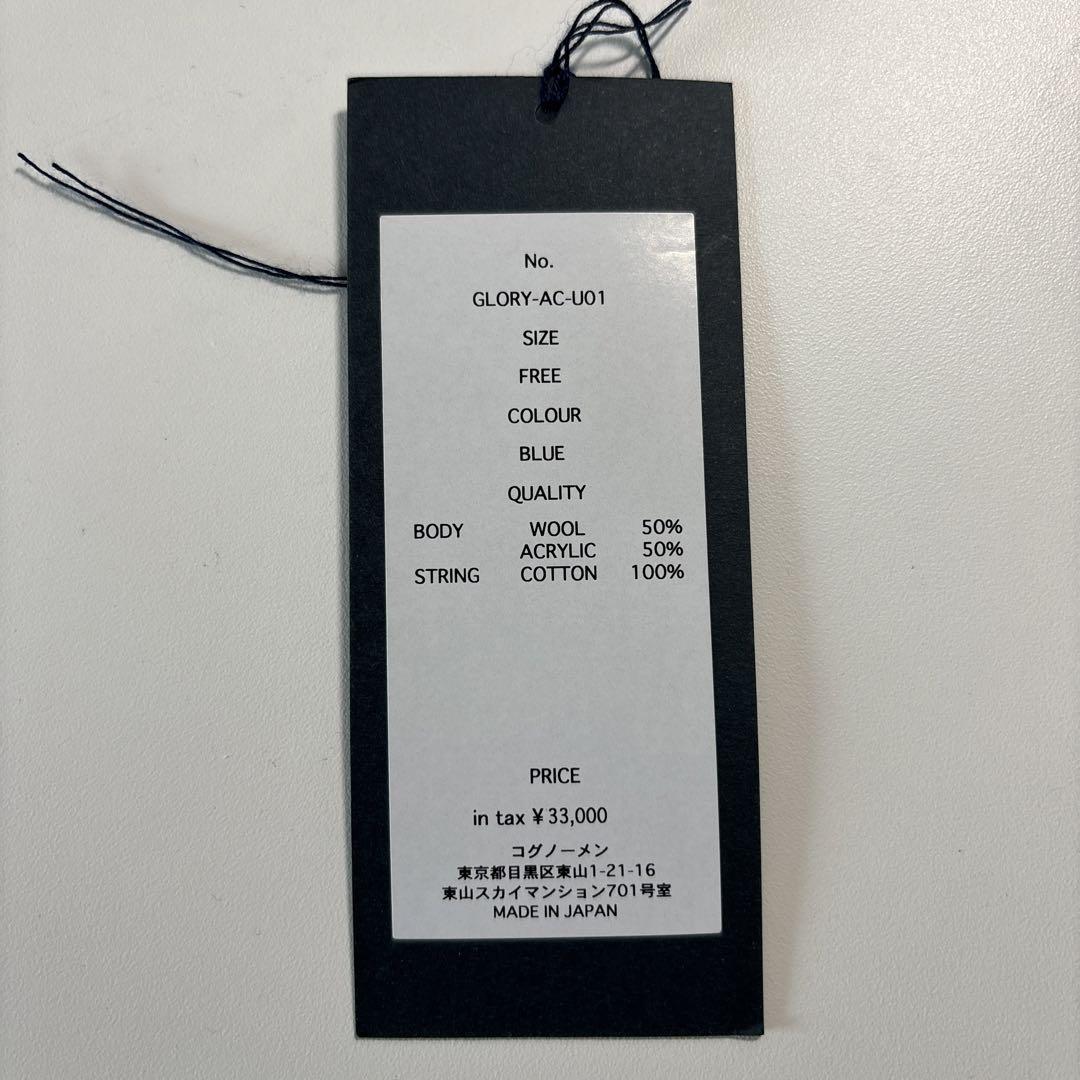 No.
GLORY-AC-U01
SIZE
FREE
COLOUR
BLUE
QUALITY
BODY WOOL 50%
ACRYLIC 50%
STRING COTTON 100%
PRICE
in tax ¥33,000
コグノーメン
東京都目黒区東山1-21-16
東山スカイマンション701号室
MADE IN JAPAN